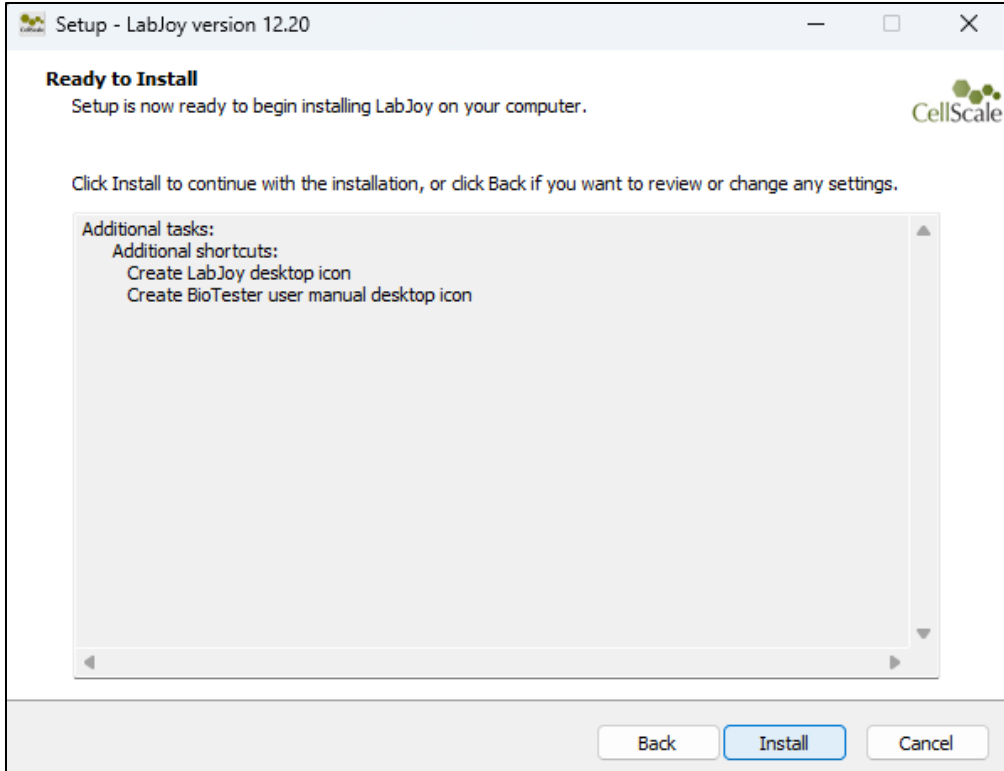 Setup - LabJoy version 12.20
Ready to Install
Setup is now ready to begin installing LabJoy on your computer.
CellScale
Click Install to continue with the installation, or click Back if you want to review or change any settings.
Additional tasks:
Additional shortcuts:
Create LabJoy desktop icon
Create BioTester user manual desktop icon
Back
Install
Cancel